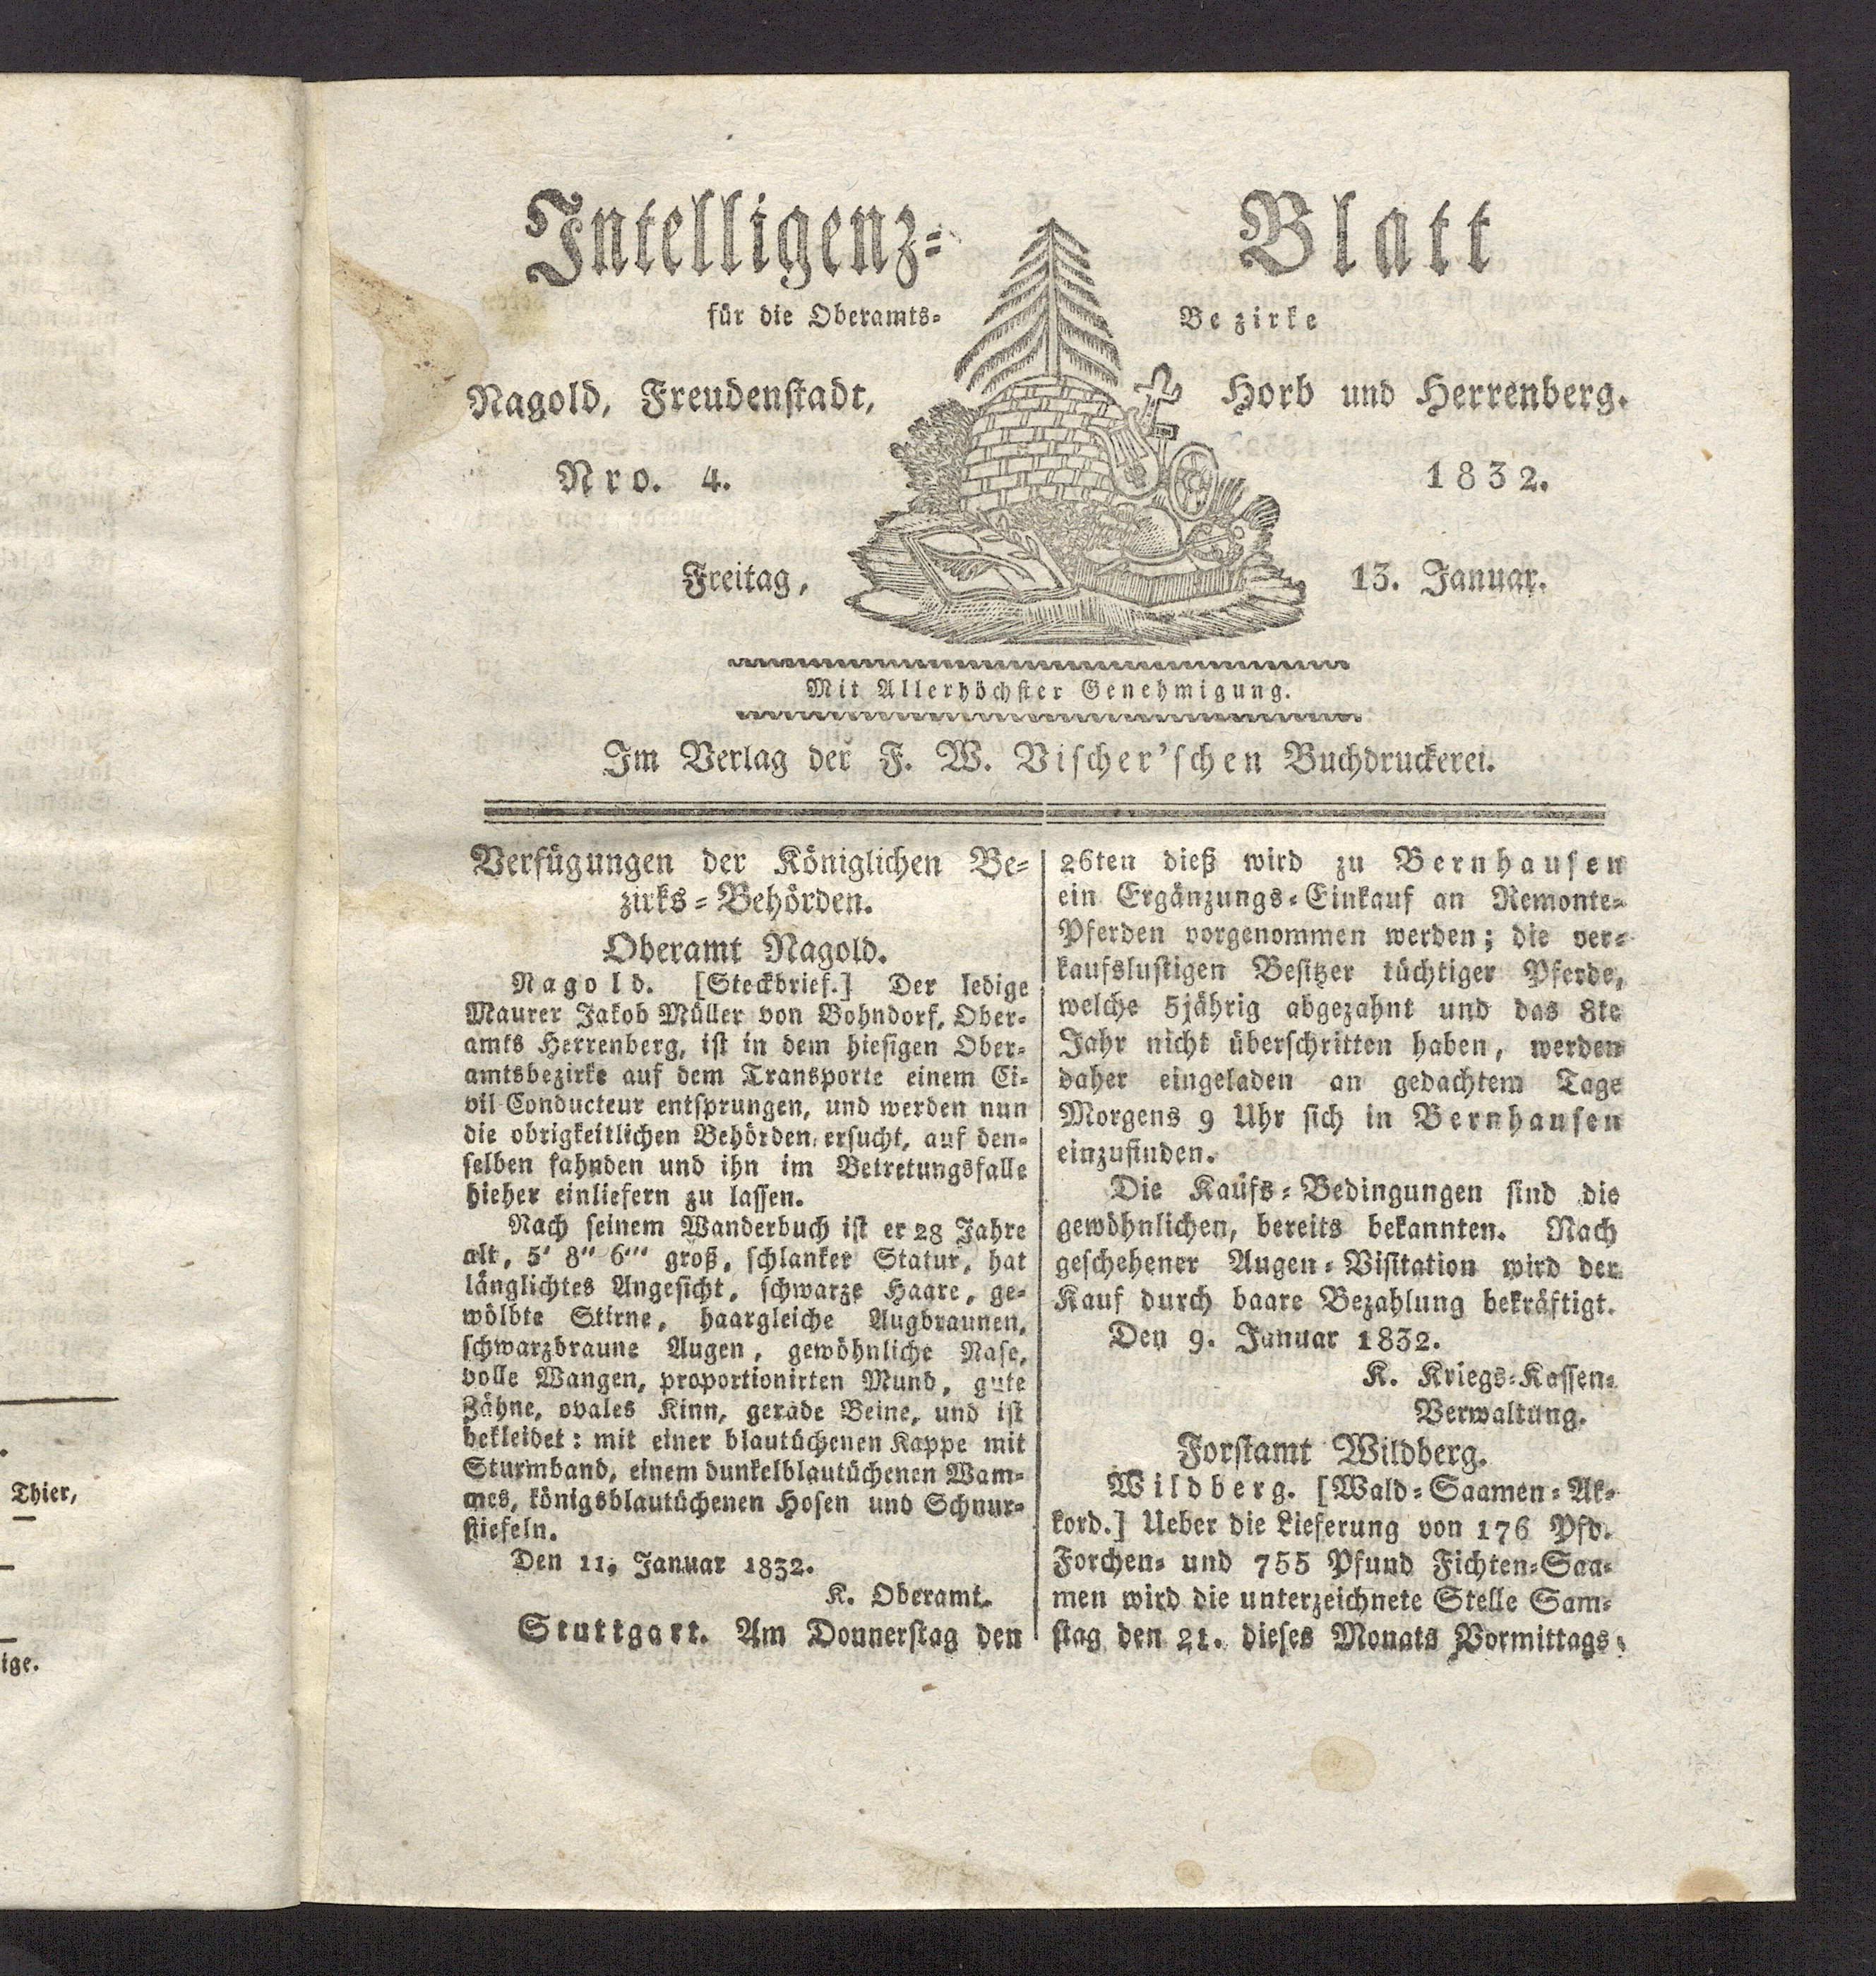 Intelligenz= Blatt
für die Oberamts= Bezirke
Nagold, Freudenstadt, Horb und Herrenberg.
Nro. 4. 1832.
Freitag, 13. Januar.
Mit Allerhöchster Genehmigung.
Im Verlag der F. W. Vischer'schen Buchdruckerei.
Verfügungen der Königlichen Be=
zirks=Behörden.
Oberamt Nagold.
Nagold. [Steckbrief.] Der ledige
Maurer Jakob Müller von Bohndorf, Ober=
amts Herrenberg, ist in dem hiesigen Ober=
amtsbezirke auf dem Transporte einem Ci=
vil Conducteur entsprungen, und werden nun
die obrigkeitlichen Behörden ersucht, auf den=
selben fahnden und ihn im Betretungsfalle
hieher einliefern zu lassen.
Nach seinem Wanderbuch ist er 28 Jahre
alt, 5' 8'' 6''' groß, schlanker Statur, hat
länglichtes Angesicht, schwarze Haare, ge=
wölbte Stirne, haargleiche Augbraunen,
schwarzbraune Augen, gewöhnliche Nase,
volle Wangen, proportionirten Mund, gute
Zähne, ovales Kinn, gerade Beine, und ist
bekleidet: mit einer blautüchenen Kappe mit
Sturmband, einem dunkelblautüchenen Wam=
mes, königsblautüchenen Hosen und Schnur=
stiefeln.
Den 11. Januar 1832.
K. Oberamt.
Stuttgart. Am Donnerstag den
26ten dieß wird zu Bernhausen
ein Ergänzungs=Einkauf an Remonte=
Pferden vorgenommen werden; die ver=
kaufslustigen Besitzer tüchtiger Pferde,
welche 5jährig abgezahnt und das 8te
Jahr nicht überschritten haben, werden
daher eingeladen an gedachtem Tage
Morgens 9 Uhr sich in Bernhausen
einzufinden.
Die Kaufs=Bedingungen sind die
gewöhnlichen, bereits bekannten. Nach
geschehener Augen=Visitation wird der
Kauf durch baare Bezahlung bekräftigt.
Den 9. Januar 1832.
K. Kriegs=Kassen=
Verwaltung.
Forstamt Wildberg.
Wildberg. [Wald=Saamen=Ak=
kord.] Ueber die Lieferung von 176 Pfd.
Forchen= und 755 Pfund Fichten=Saa=
men wird die unterzeichnete Stelle Sam=
stag den 21. dieses Monats Vormittags
Thier,
ige.